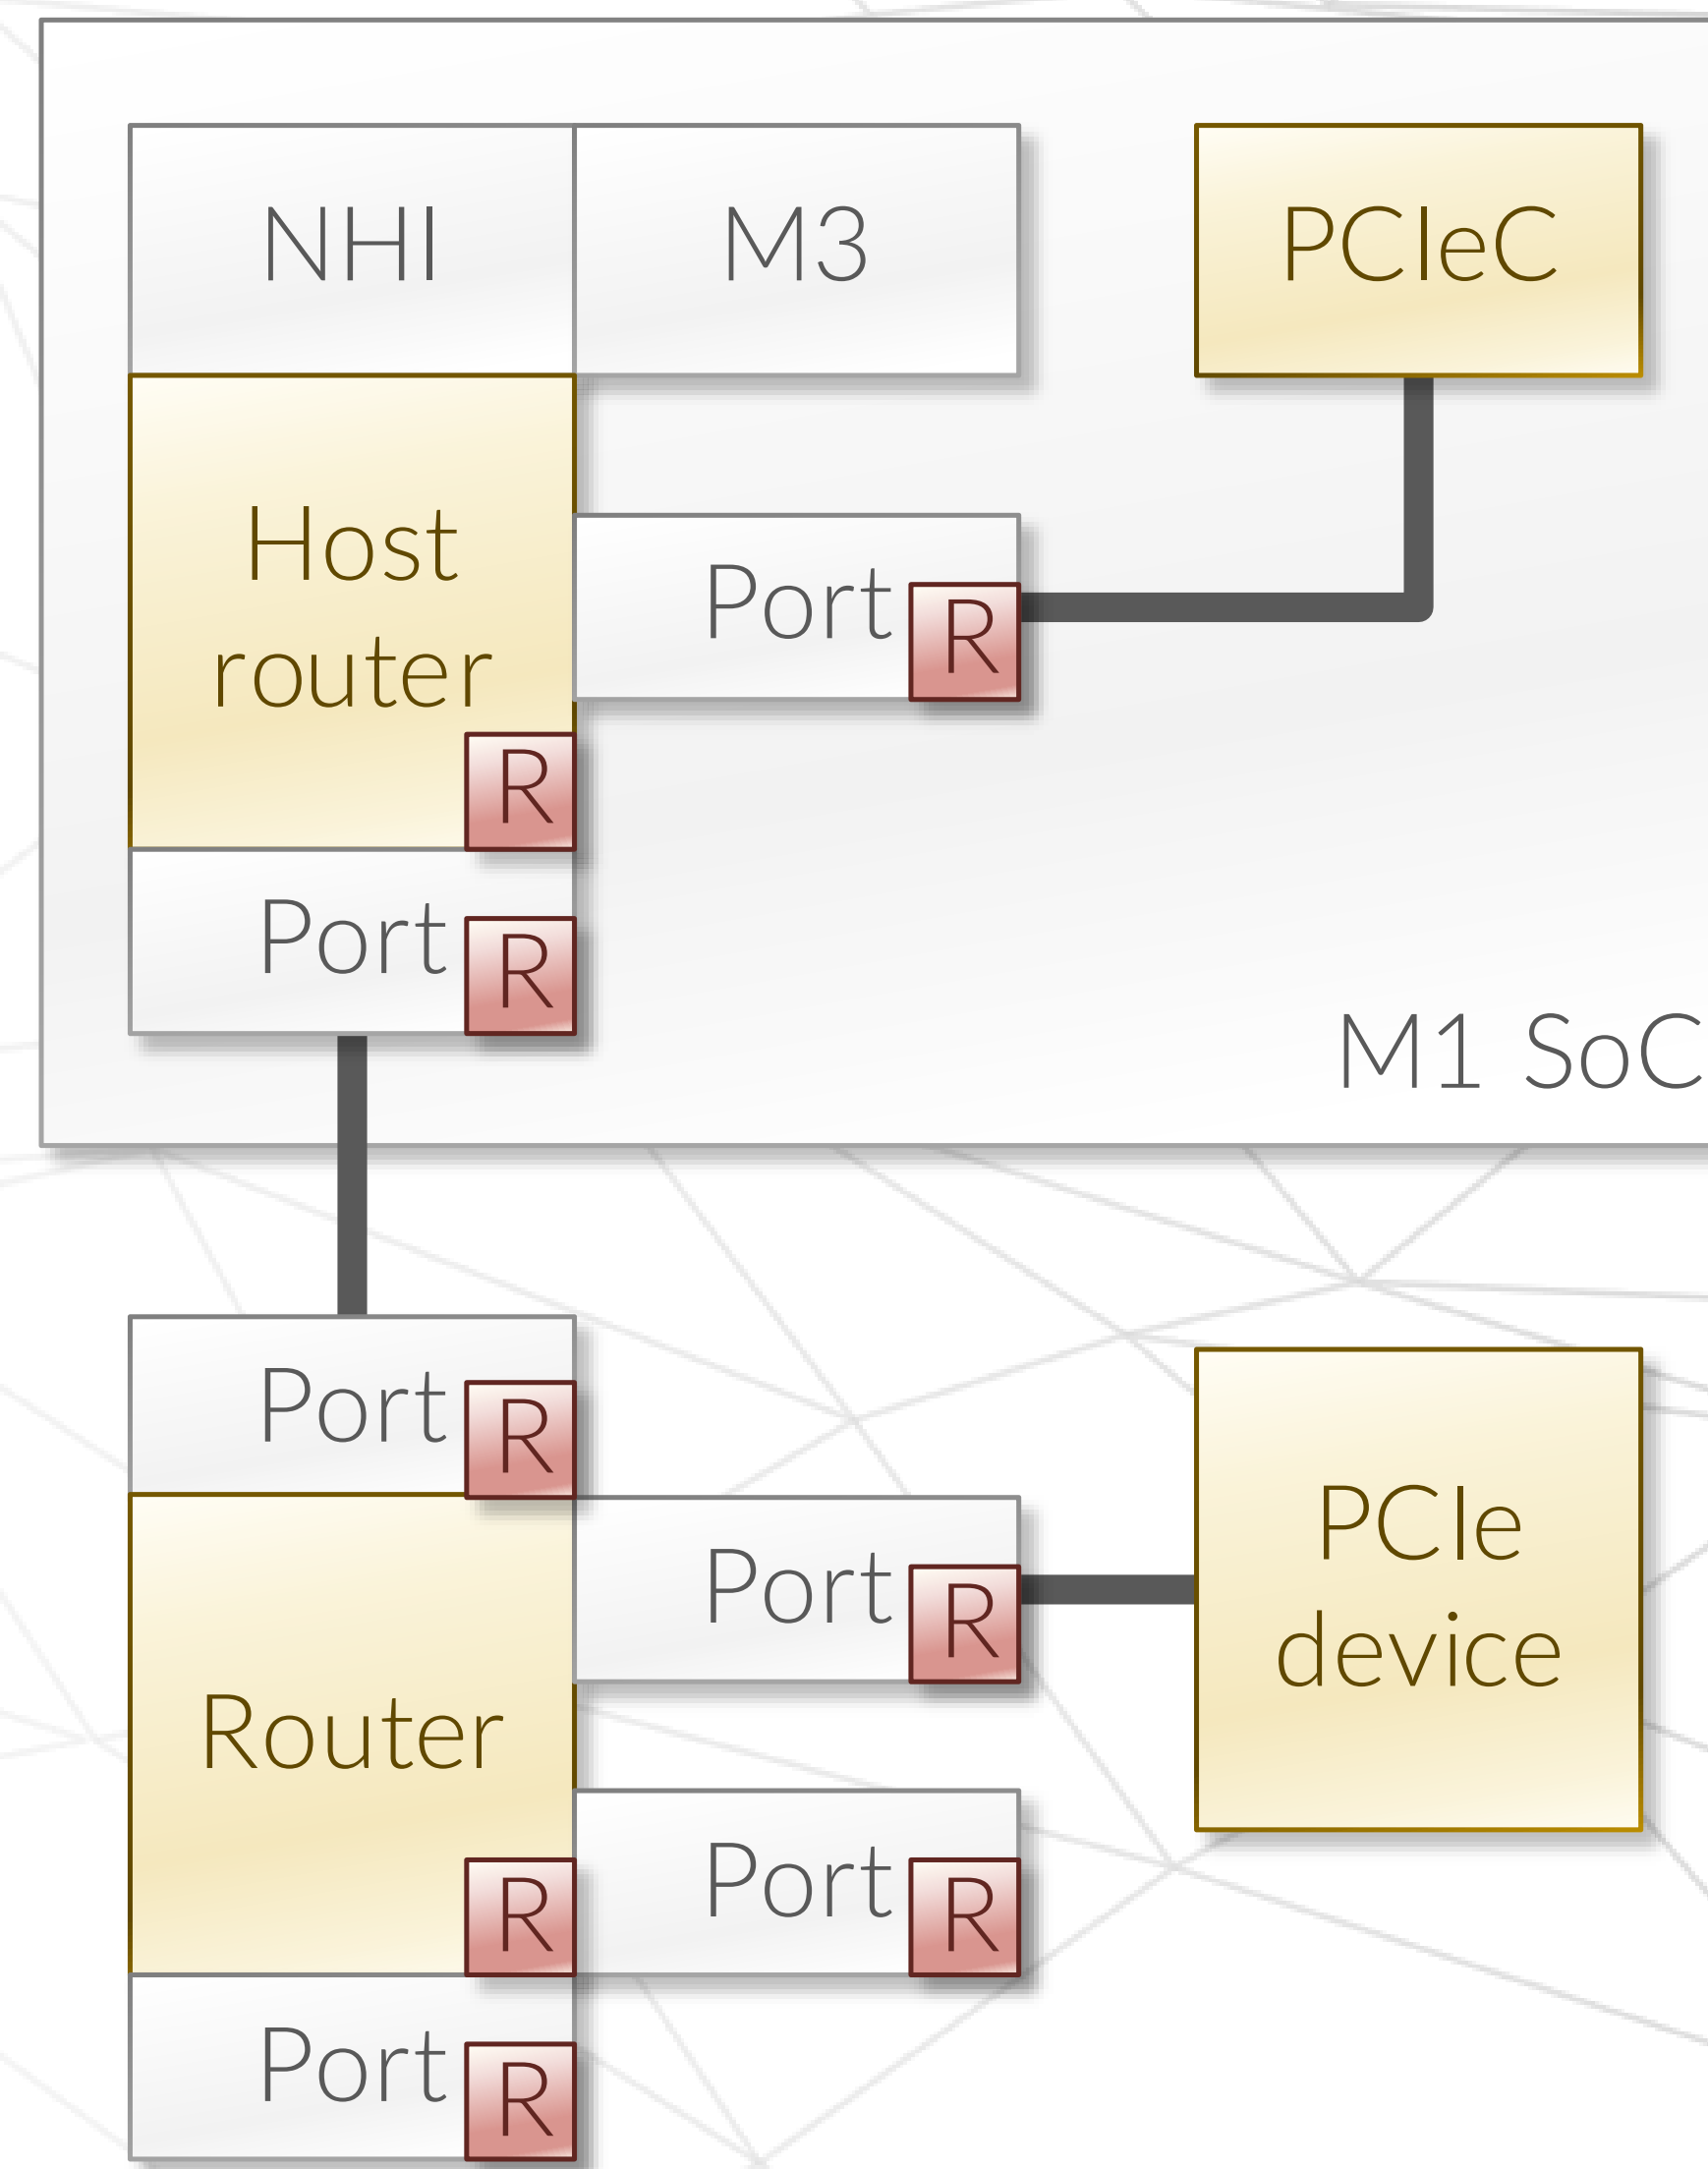 NHI
M3
PCIeC
Host
router
R
Port
R
Port
R
M1 SoC
Port
R
Router
R
Port
R
PCIe
device
Port
R
Port
R